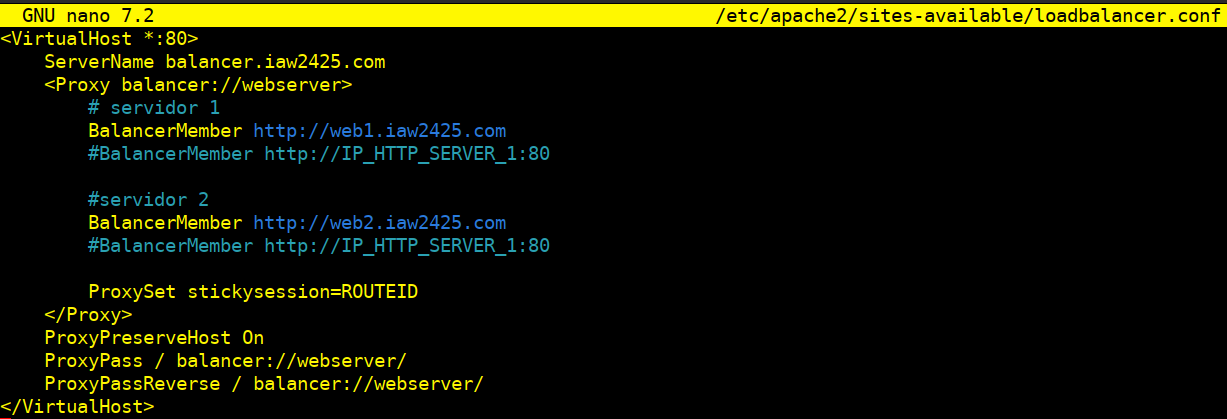 GNU nano 7.2 /etc/apache2/sites-available/loadbalancer.conf
<VirtualHost *:80>
ServerName balancer.iaw2425.com
<Proxy balancer://webserver>
# servidor 1
BalancerMember http://web1.iaw2425.com
#BalancerMember http://IP_HTTP_SERVER_1:80
#servidor 2
BalancerMember http://web2.iaw2425.com
#BalancerMember http://IP_HTTP_SERVER_1:80
ProxySet stickysession=ROUTEID
</Proxy>
ProxyPreserveHost On
ProxyPass / balancer://webserver/
ProxyPassReverse / balancer://webserver/
</VirtualHost>